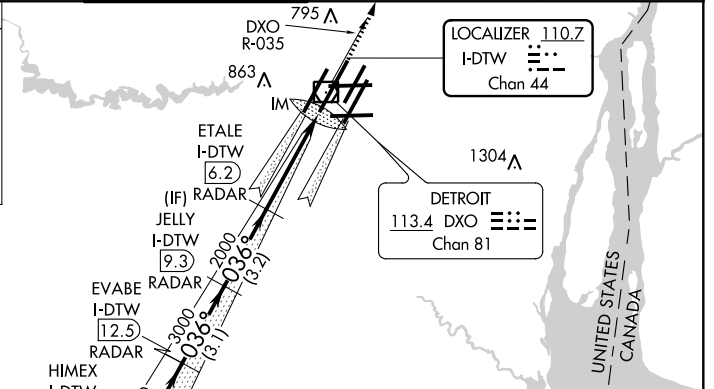 795
DXO
R-035
LOCALIZER 110.7
I-DTW
Chan 44
863
IM
ETALE
I-DTW
6.2
RADAR
1304
DETROIT
113.4 DXO
Chan 81
(IF)
JELLY
I-DTW
9.3
RADAR
2000
036°
(3.2)
EVABE
I-DTW
12.5
RADAR
3000
036°
(3.1)
HIMEX
I-DTW
UNITED STATES
CANADA